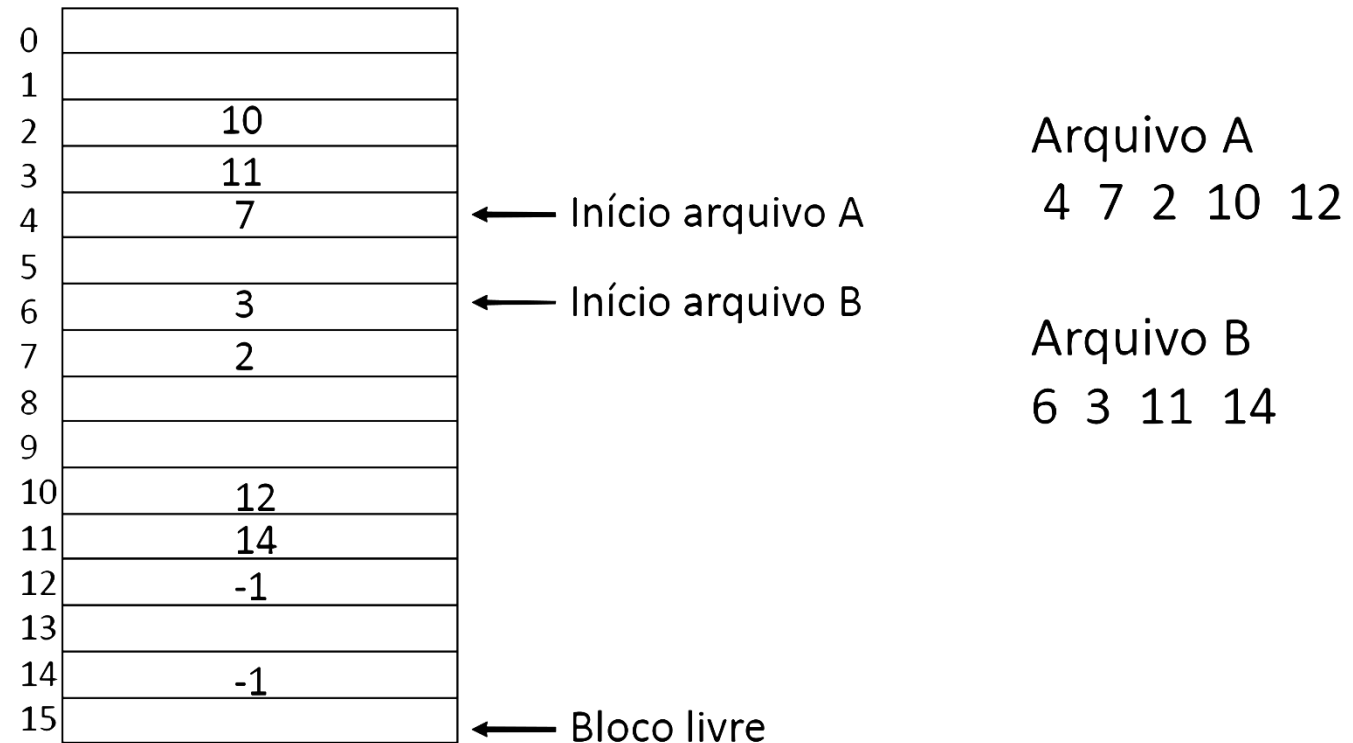 0
1
2 10
3 11
4 7 Início arquivo A
5
6 3 Início arquivo B
7 2
8
9
10 12
11 14
12 -1
13
14 -1
15 Bloco livre
Arquivo A
4 7 2 10 12
Arquivo B
6 3 11 14